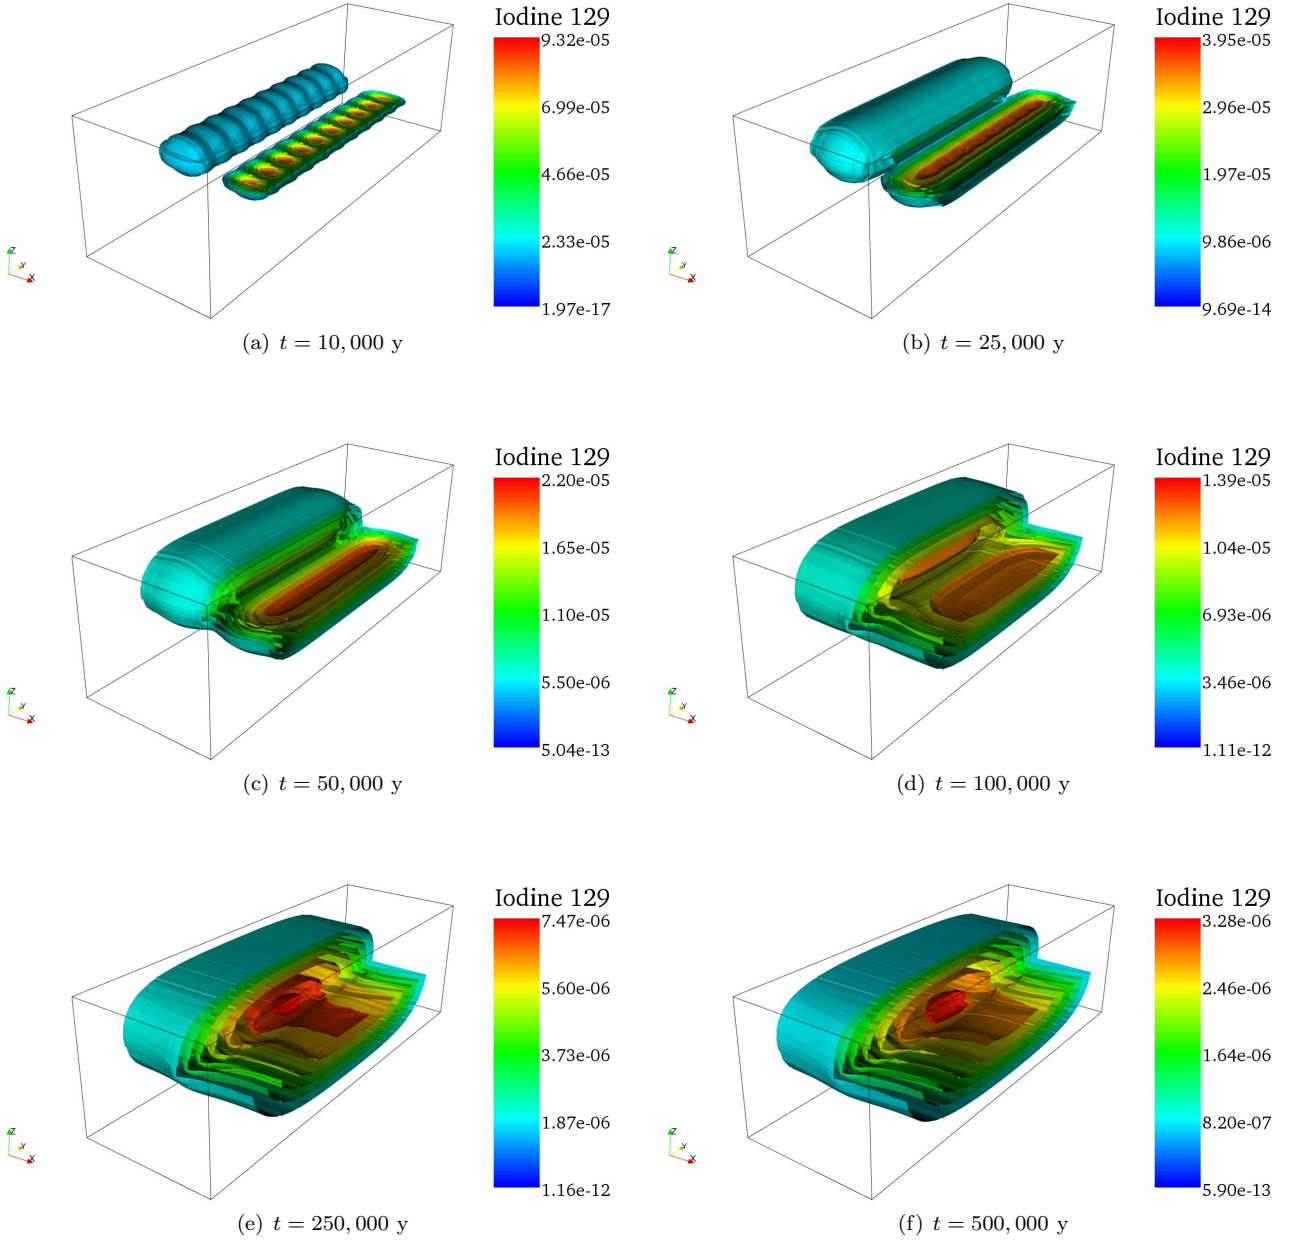 Iodine 129
9.32e-05
6.99e-05
4.66e-05
2.33e-05
1.97e-17
Z
Y
X
(a) t = 10,000 y
Iodine 129
3.95e-05
2.96e-05
1.97e-05
9.86e-06
9.69e-14
Z
Y
X
(b) t = 25,000 y
Iodine 129
2.20e-05
1.65e-05
1.10e-05
5.50e-06
5.04e-13
Z
Y
X
(c) t = 50,000 y
Iodine 129
1.39e-05
1.04e-05
6.93e-06
3.46e-06
1.11e-12
Z
Y
X
(d) t = 100,000 y
Iodine 129
7.47e-06
5.60e-06
3.73e-06
1.87e-06
1.16e-12
Z
Y
X
(e) t = 250,000 y
Iodine 129
3.28e-06
2.46e-06
1.64e-06
8.20e-07
5.90e-13
Z
Y
X
(f) t = 500,000 y